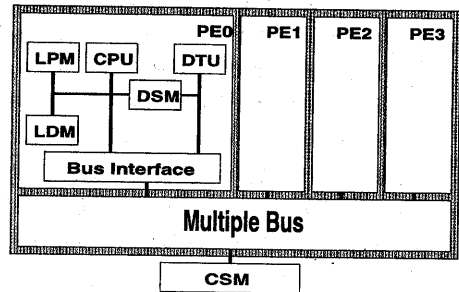 PE0 PE1 PE2 PE3
LPM CPU DTU
DSM
LDM
Bus Interface
Multiple Bus
CSM